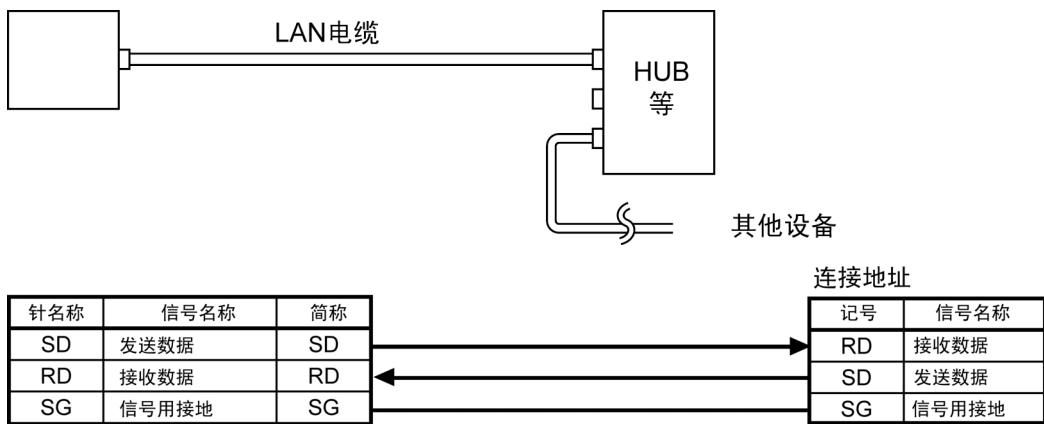 LAN电缆
HUB
等
其他设备
连接地址
针名称 信号名称 简称
SD 发送数据 SD
RD 接收数据 RD
SG 信号用接地 SG
记号 信号名称
RD 接收数据
SD 发送数据
SG 信号用接地